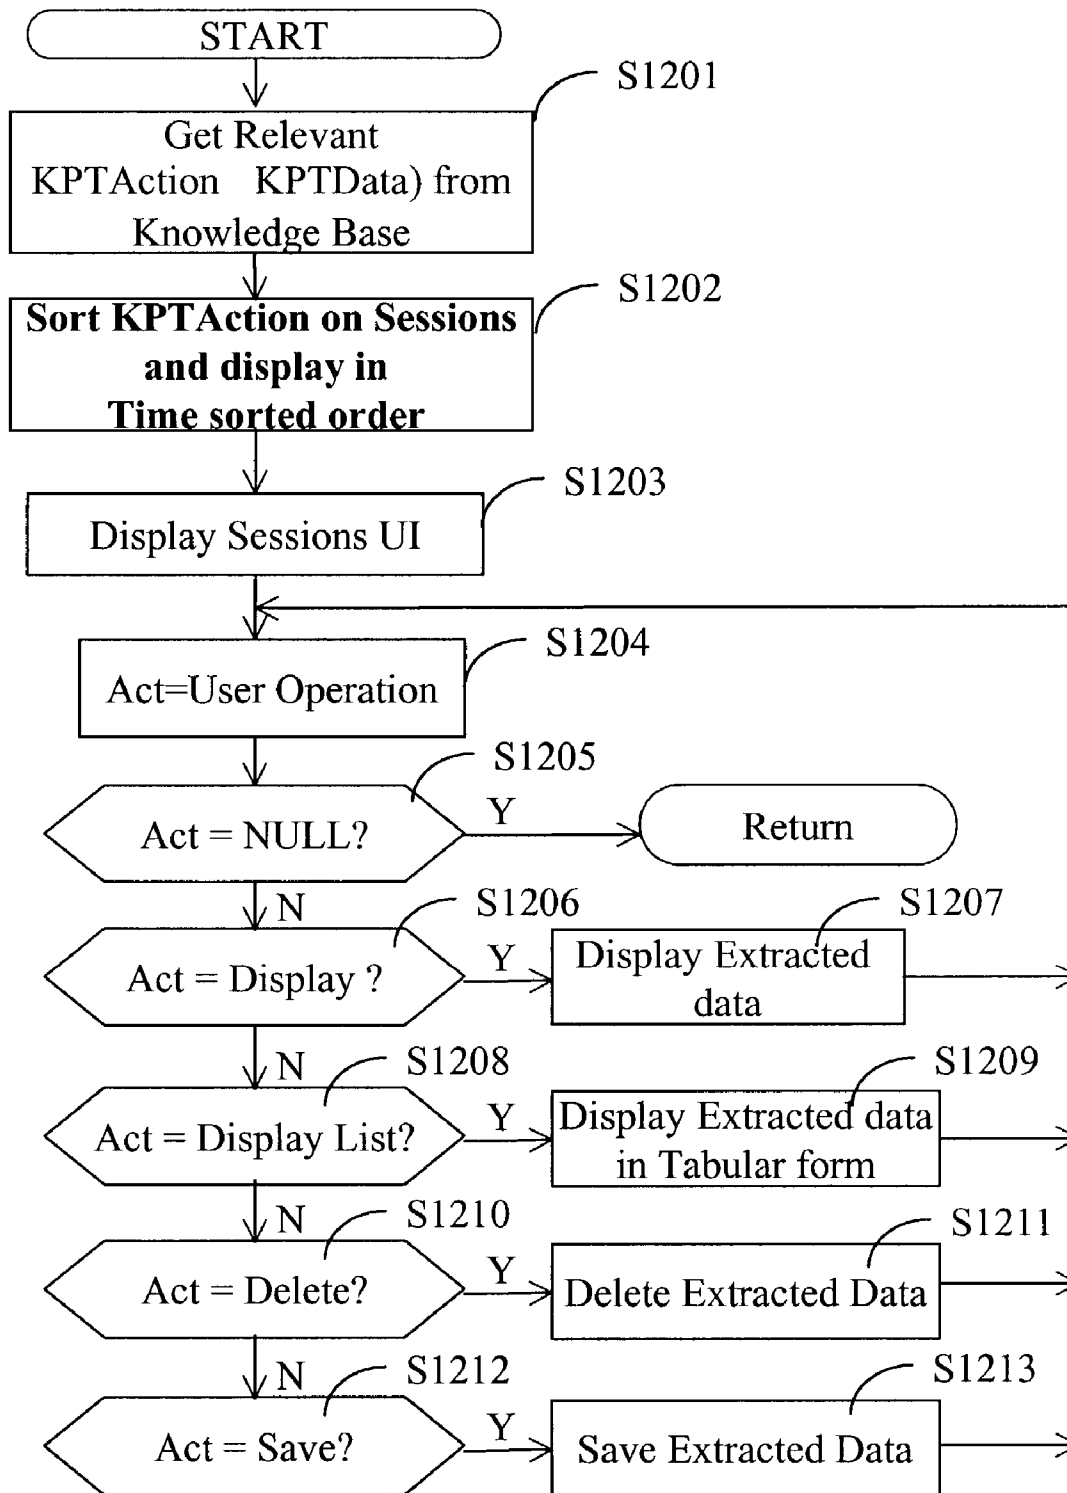 START
S1201
Get Relevant
KPTAction KPTData) from
Knowledge Base
S1202
Sort KPTAction on Sessions
and display in
Time sorted order
S1203
Display Sessions UI
S1204
Act=User Operation
S1205
Act = NULL?
Y
Return
N
S1206
Act = Display ?
Y
S1207
Display Extracted
data
N
S1208
Act = Display List?
Y
S1209
Display Extracted data
in Tabular form
N
S1210
Act = Delete?
Y
S1211
Delete Extracted Data
N
S1212
Act = Save?
Y
S1213
Save Extracted Data